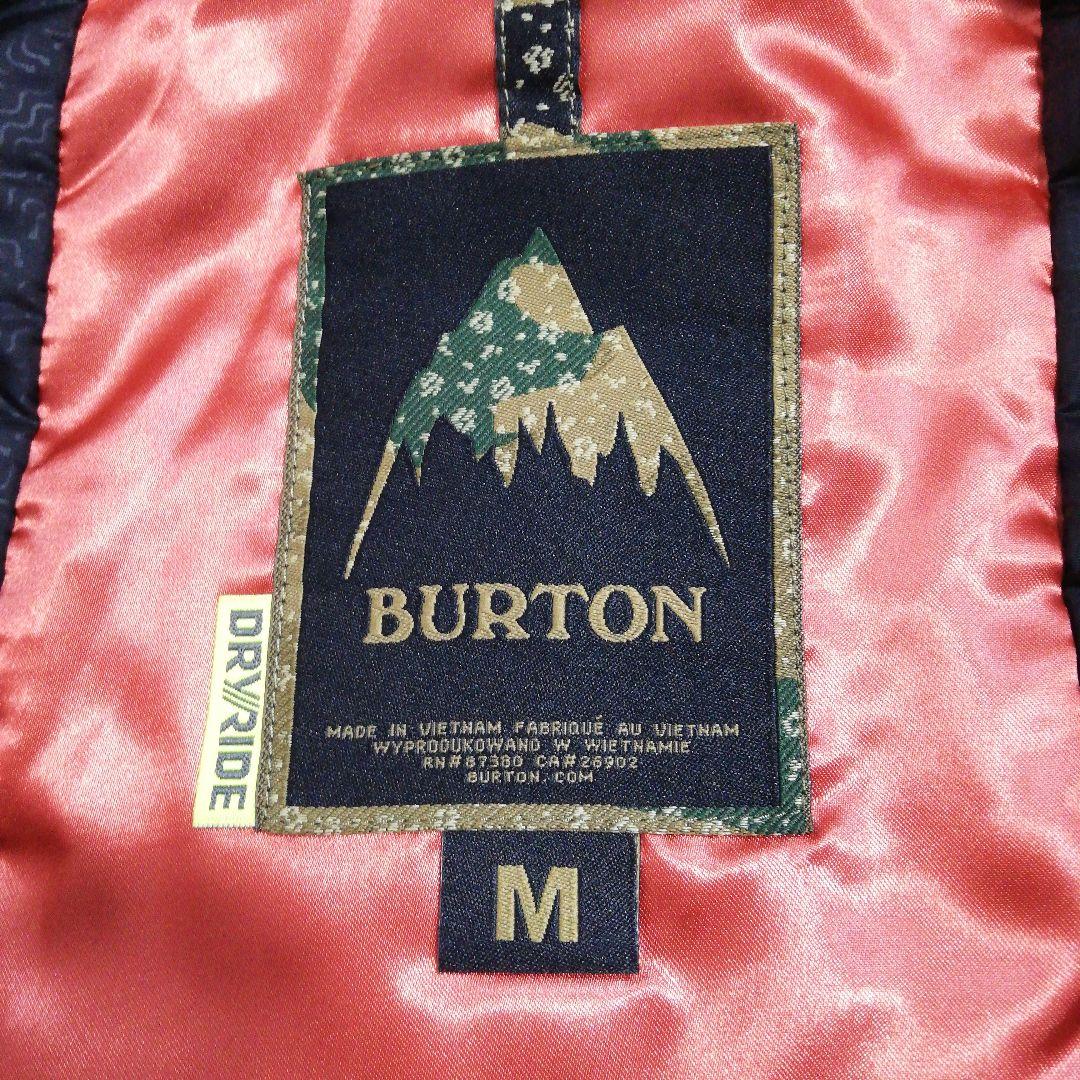 BURTON
MADE IN VIETNAM FABRIQUÉ AU VIETNAM
WYPRODUKOWANO W WIETNAMIE
RN#87380 CA#26902
BURTON.COM
DRY//RIDE
M